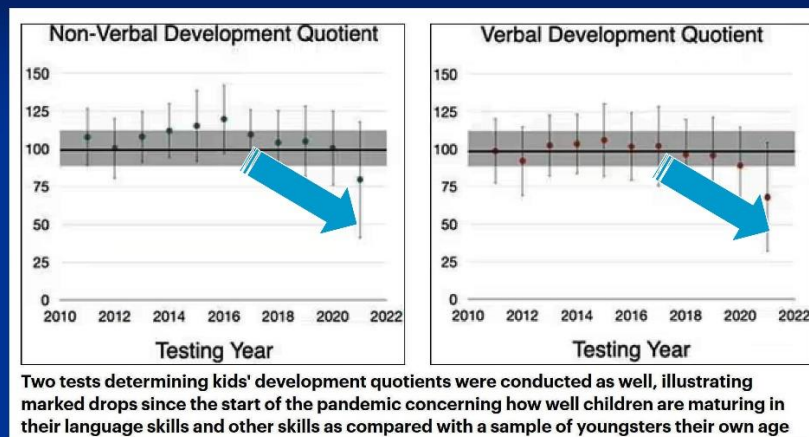 Non-Verbal Development Quotient
150
125
100
75
50
25
0
2010 2012 2014 2016 2018 2020 2022
Testing Year
Verbal Development Quotient
150
125
100
75
50
25
0
2010 2012 2014 2016 2018 2020 2022
Testing Year
Two tests determining kids' development quotients were conducted as well, illustrating
marked drops since the start of the pandemic concerning how well children are maturing in
their language skills and other skills as compared with a sample of youngsters their own age